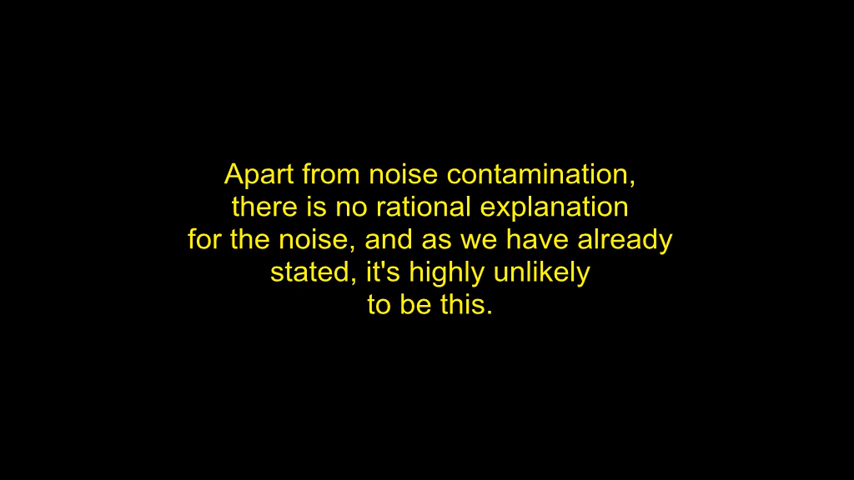 Apart from noise contamination,
there is no rational explanation
for the noise, and as we have already
stated, it's highly unlikely
to be this.